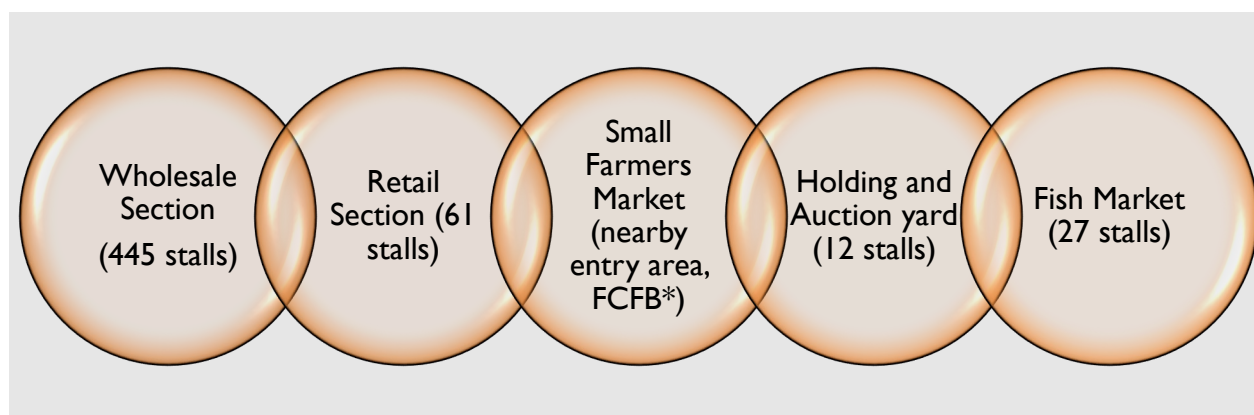 Wholesale
Section
(445 stalls)
Retail
Section (61
stalls)
Small
Farmers
Market
(nearby
entry area,
FCFB*)
Holding and
Auction yard
(12 stalls)
Fish Market
(27 stalls)